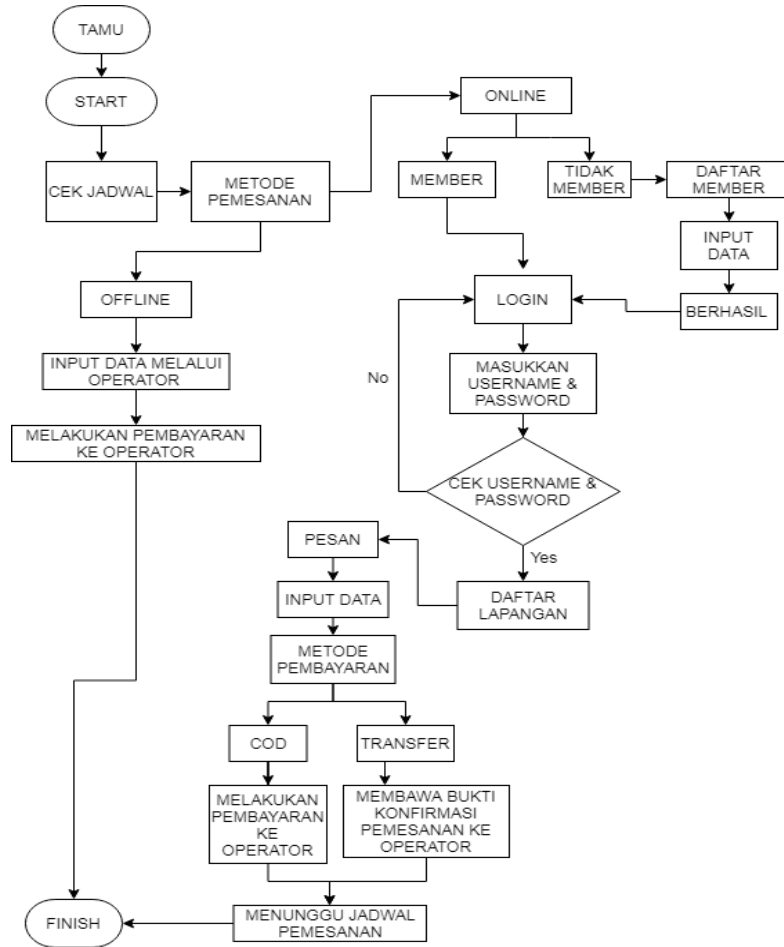 TAMU
START
ONLINE
CEK JADWAL
METODE
PEMESANAN
MEMBER
TIDAK
MEMBER
DAFTAR
MEMBER
INPUT
DATA
OFFLINE
LOGIN
BERHASIL
INPUT DATA MELALUI
OPERATOR
No
MASUKKAN
USERNAME &
PASSWORD
MELAKUKAN PEMBAYARAN
KE OPERATOR
CEK USERNAME &
PASSWORD
PESAN
Yes
INPUT DATA
DAFTAR
LAPANGAN
METODE
PEMBAYARAN
COD
TRANSFER
MELAKUKAN
PEMBAYARAN
KE
OPERATOR
MEMBAWA BUKTI
KONFIRMASI
PEMESANAN KE
OPERATOR
FINISH
MENUNGGU JADWAL
PEMESANAN